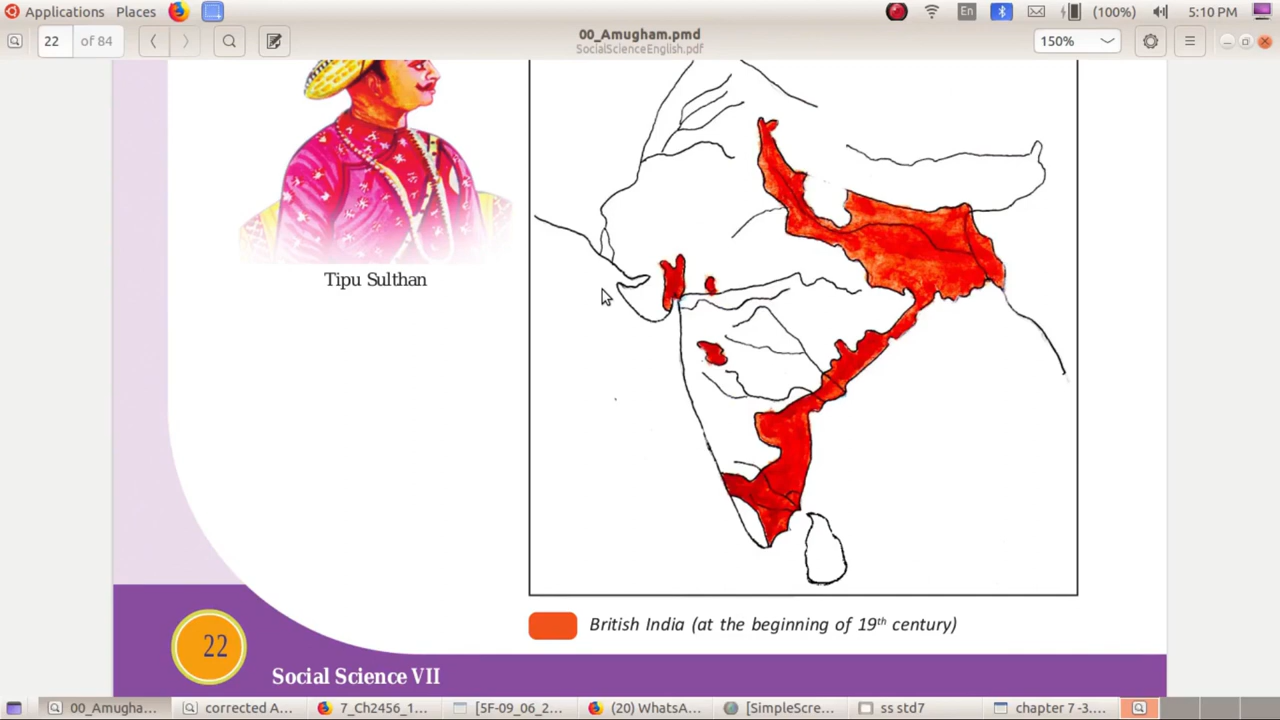 Applications Places En (100%) 5:10 PM
22 of 84 00_Amugham.pmd 150%
SocialScienceEnglish.pdf
Tipu Sulthan
British India (at the beginning of 19th century)
22
Social Science VII
00_Amugha... corrected A... 7_Ch2456_1... [5F-09_06_2... (20) WhatsA... [SimpleScre... ss std7 chapter 7 -3....